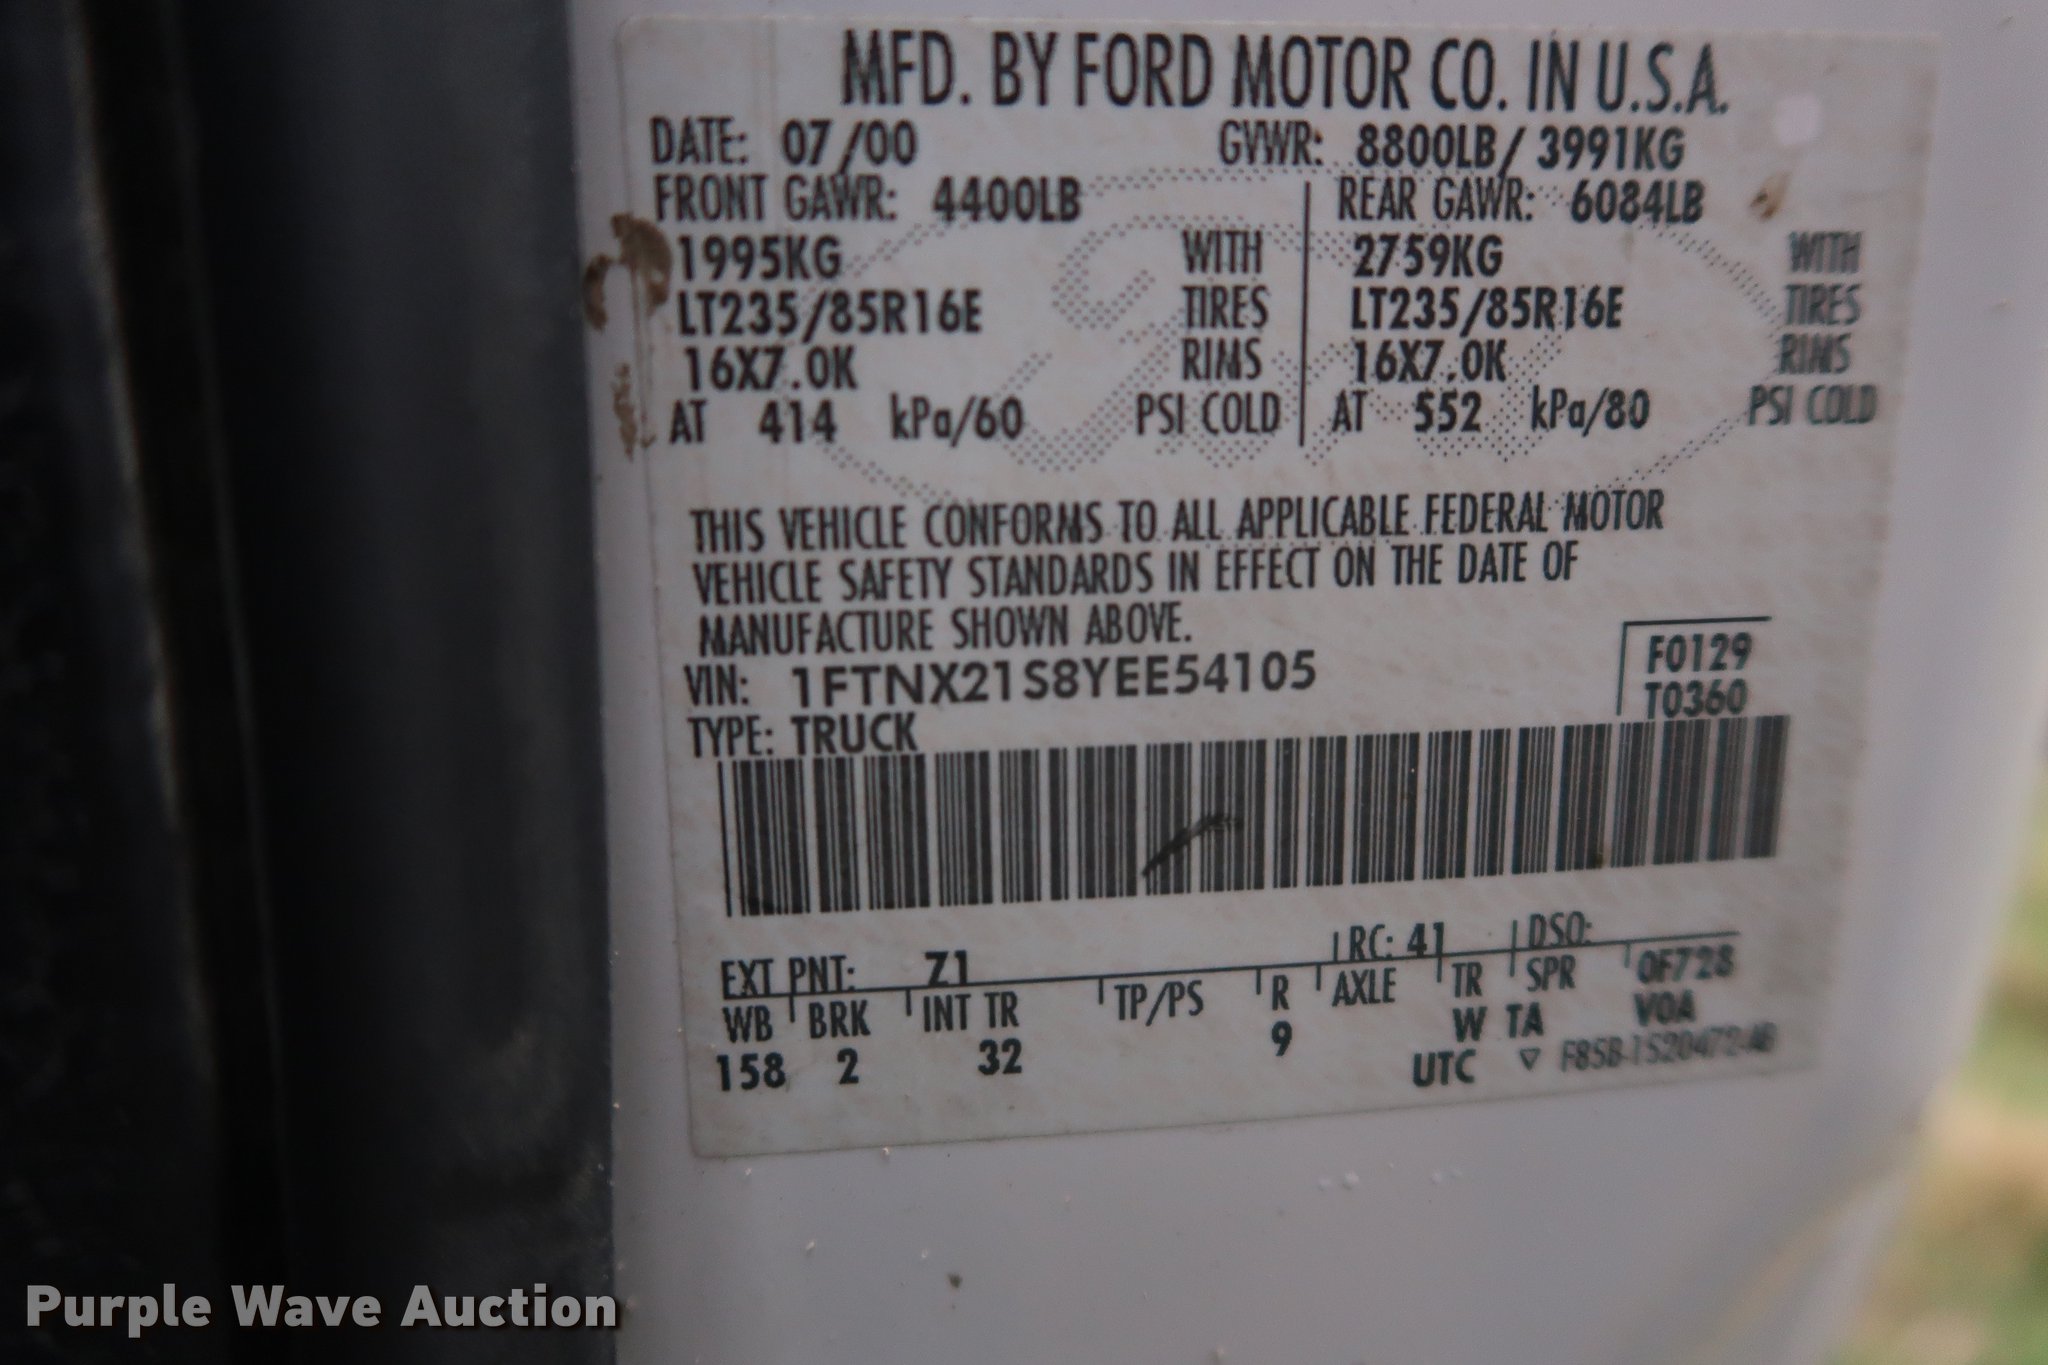 MFD. BY FORD MOTOR CO. IN U.S.A.
DATE: 07/00 GVWR: 8800LB/ 3991KG
FRONT GAWR: 4400LB REAR GAWR: 6084LB
1995KG WITH 2759KG WITH
LT235/85R16E TIRES LT235/85R16E TIRES
16X7.0K RIMS 16X7.0K RIMS
AT 414 kPa/60 PSI COLD AT 552 kPa/80 PSI COLD
THIS VEHICLE CONFORMS TO ALL APPLICABLE FEDERAL MOTOR
VEHICLE SAFETY STANDARDS IN EFFECT ON THE DATE OF
MANUFACTURE SHOWN ABOVE.
VIN: 1FTNX21S8YEE54105 F0129
TYPE: TRUCK T0360
EXT PNT: Z1 RC: 41 DSO:
WB BRK INT TR TP/PS R AXLE TR SPR 0F728
158 2 32 9 W TA VOA
UTC ▽
Purple Wave Auction